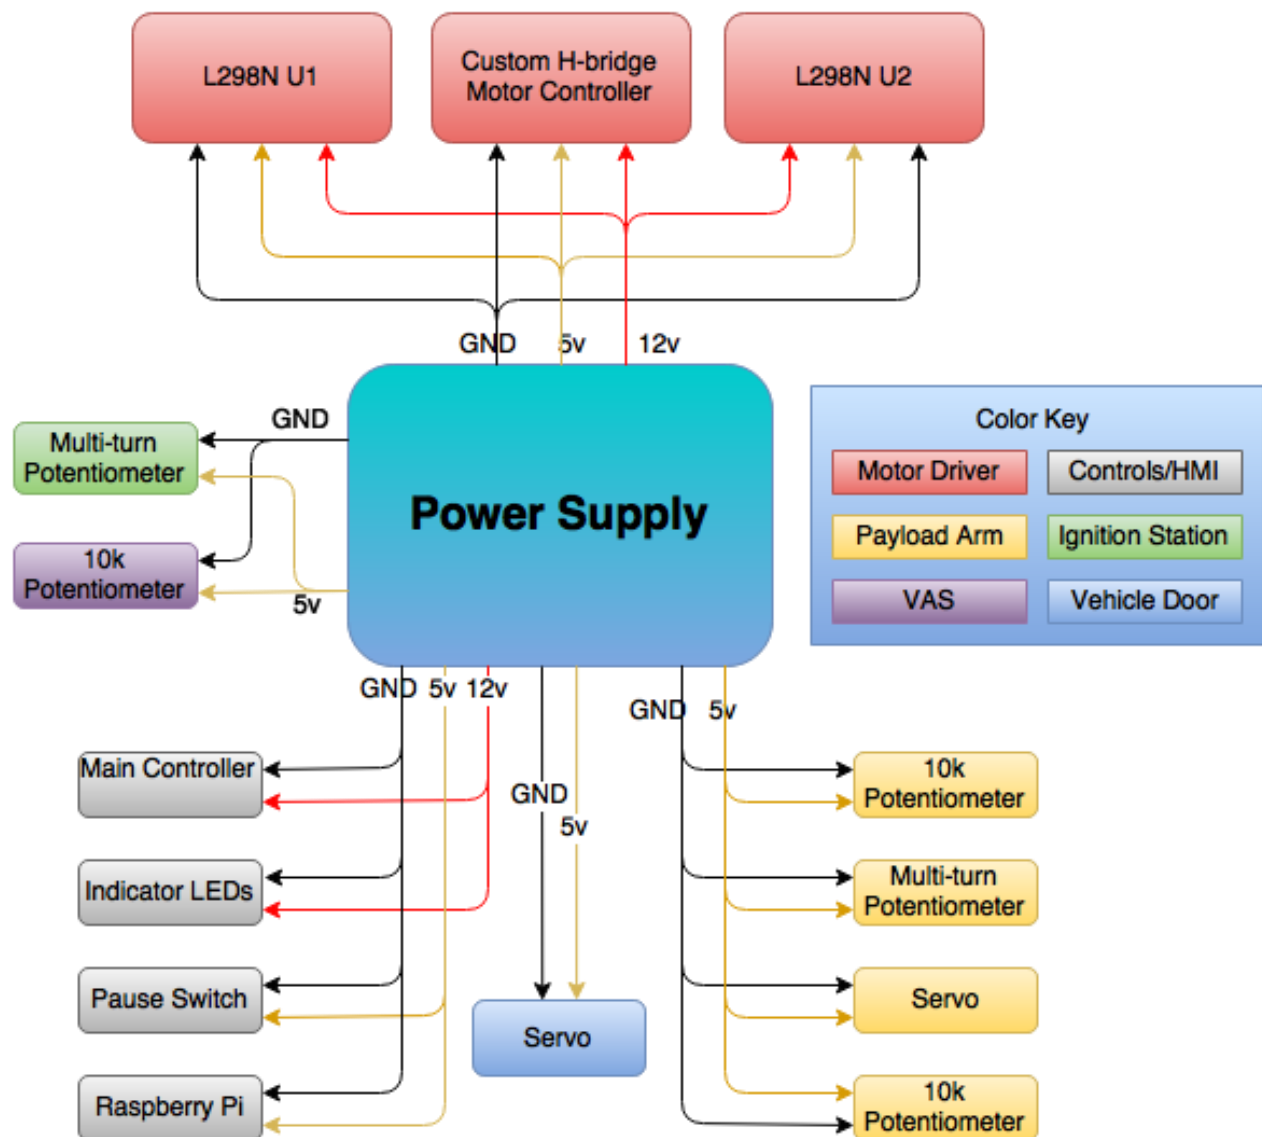 L298N U1
Custom H-bridge
Motor Controller
L298N U2
GND
5v
12v
GND
Multi-turn
Potentiometer
10k
Potentiometer
5v
Power Supply
Color Key
Motor Driver
Controls/HMI
Payload Arm
Ignition Station
VAS
Vehicle Door
GND
5v
12v
GND
5v
GND
5v
Main Controller
Indicator LEDs
Pause Switch
Raspberry Pi
Servo
10k
Potentiometer
Multi-turn
Potentiometer
Servo
10k
Potentiometer